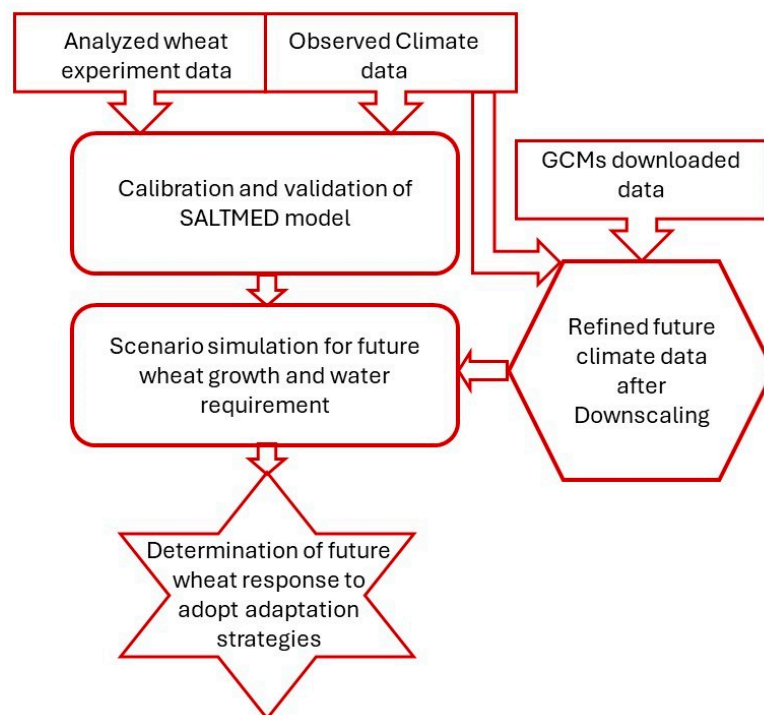 Analyzed wheat
experiment data
Observed Climate
data
GCMs downloaded
data
Calibration and validation of
SALTMED model
Scenario simulation for future
wheat growth and water
requirement
Refined future
climate data
after
Downscaling
Determination of future
wheat response to
adopt adaptation
strategies